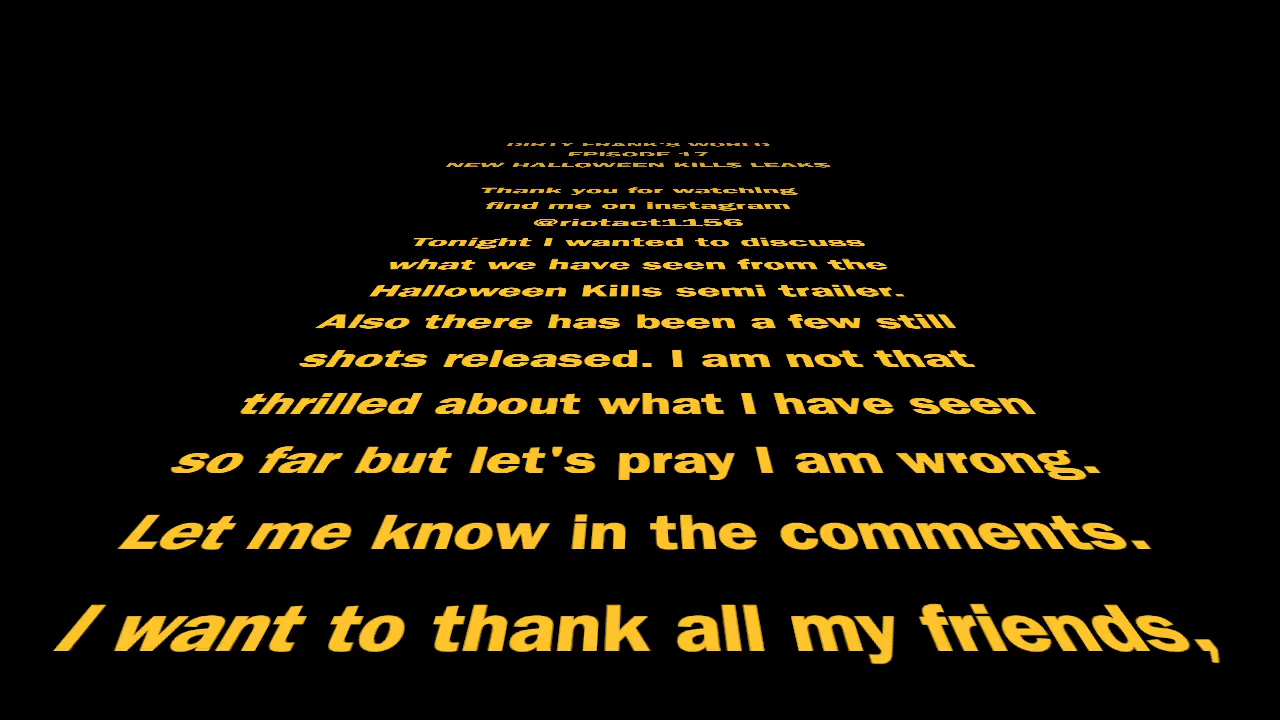 DIRTY FRANK'S WORLD
EPISODE 17
NEW HALLOWEEN KILLS LEAKS
Thank you for watching
find me on instagram
@riotact1156
Tonight I wanted to discuss
what we have seen from the
Halloween Kills semi trailer.
Also there has been a few still
shots released. I am not that
thrilled about what I have seen
so far but let's pray I am wrong.
Let me know in the comments.
I want to thank all my friends,